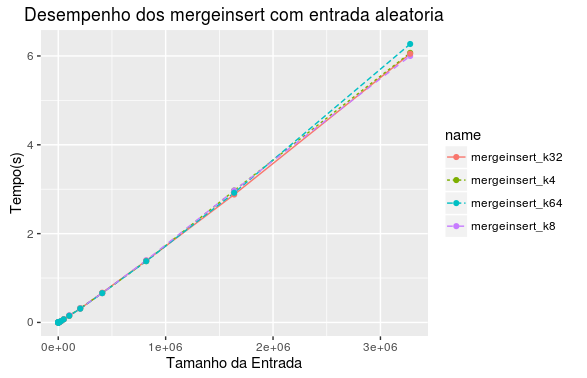 Desempenho dos mergeinsert com entrada aleatoria
Tempo(s)
6
4
2
0
0e+00
1e+06
2e+06
3e+06
Tamanho da Entrada
name
mergeinsert_k32
mergeinsert_k4
mergeinsert_k64
mergeinsert_k8